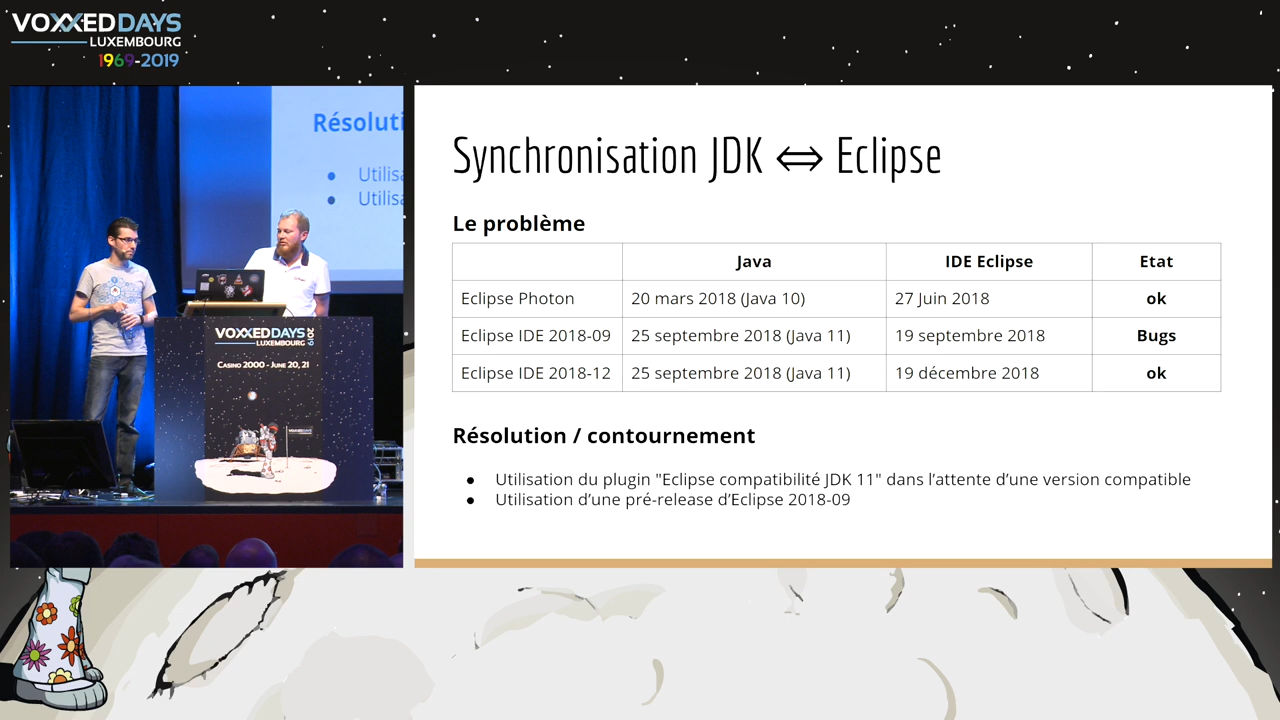 VOXXEDDAYS
LUXEMBOURG
1969-2019
Résoluti
● Utilisa
● Utilisa
VOXXEDDAYS 2019
LUXEMBOURG
CASINO 2000 - JUNE 20, 21
Synchronisation JDK ⇔ Eclipse
Le problème
Java IDE Eclipse Etat
Eclipse Photon 20 mars 2018 (Java 10) 27 Juin 2018 ok
Eclipse IDE 2018-09 25 septembre 2018 (Java 11) 19 septembre 2018 Bugs
Eclipse IDE 2018-12 25 septembre 2018 (Java 11) 19 décembre 2018 ok
Résolution / contournement
● Utilisation du plugin "Eclipse compatibilité JDK 11" dans l’attente d’une version compatible
● Utilisation d’une pré-release d’Eclipse 2018-09